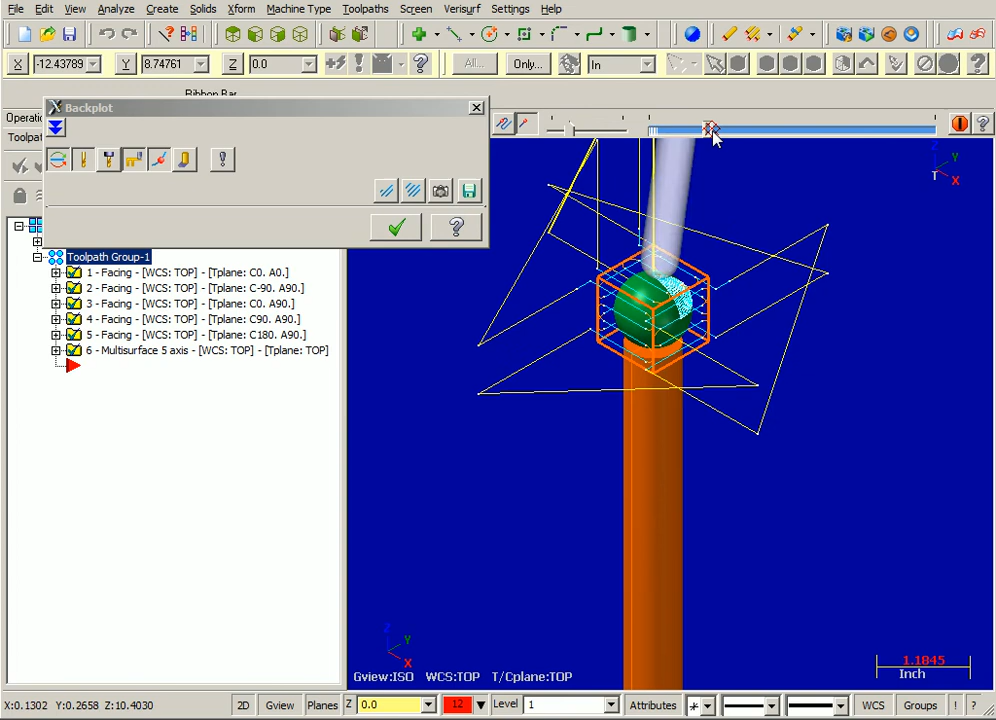 File Edit View Analyze Create Solids Xform Machine Type Toolpaths Screen Verisurf Settings Help
X -12.43789 Y 8.74761 Z 0.0 All... Only... In
Ribbon Bar
Backplot
Toolpath Group-1
1 - Facing - [WCS: TOP] - [Tplane: C0. A0.]
2 - Facing - [WCS: TOP] - [Tplane: C-90. A90.]
3 - Facing - [WCS: TOP] - [Tplane: C0. A90.]
4 - Facing - [WCS: TOP] - [Tplane: C90. A90.]
5 - Facing - [WCS: TOP] - [Tplane: C180. A90.]
6 - Multisurface 5 axis - [WCS: TOP] - [Tplane: TOP]
Z
Y
T X
Z
Y
X
1.1845
Inch
Gview:ISO WCS:TOP T/Cplane:TOP
X:0.1302 Y:0.2658 Z:10.4030 2D Gview Planes Z 0.0 12 Level 1 Attributes WCS Groups ! ?